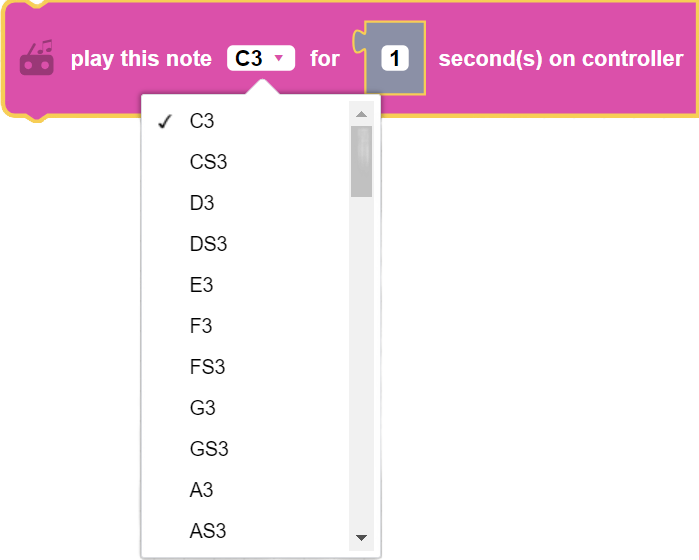 play this note C3 for 1 second(s) on controller
C3
CS3
D3
DS3
E3
F3
FS3
G3
GS3
A3
AS3